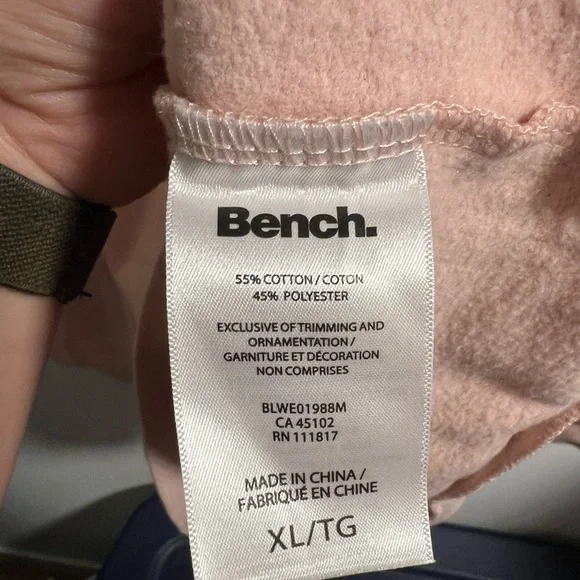 Bench.
55% COTTON / COTON
45% POLYESTER
EXCLUSIVE OF TRIMMING AND
ORNAMENTATION /
GARNITURE ET DÉCORATION
NON COMPRISES
BLWE01988M
CA 45102
RN 111817
MADE IN CHINA /
FABRIQUÉ EN CHINE
XL/TG